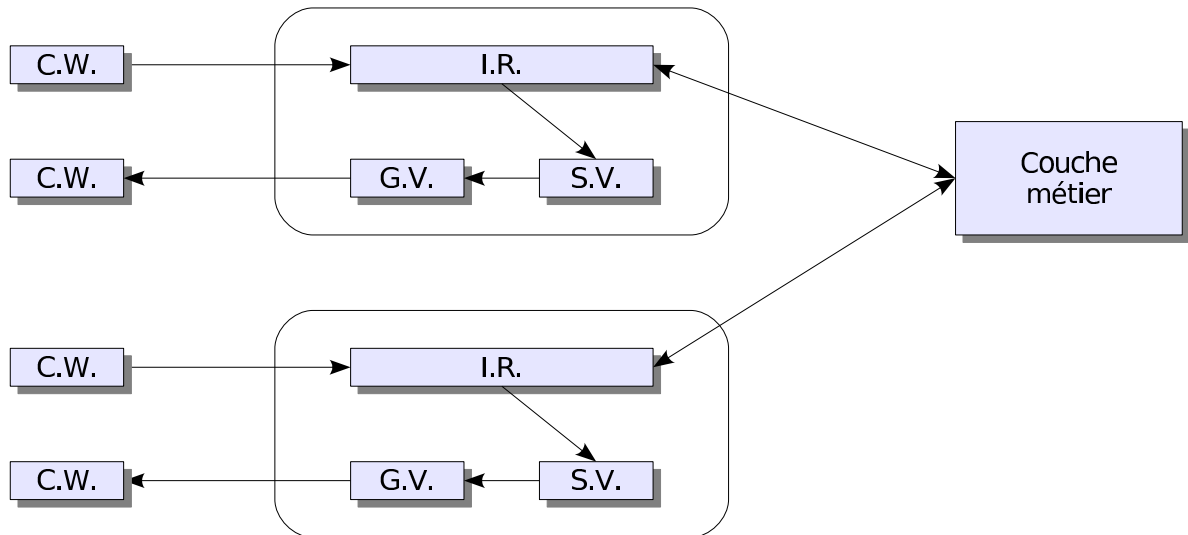 C.W.
I.R.
C.W.
G.V.
S.V.
Couche
métier
C.W.
I.R.
C.W.
G.V.
S.V.